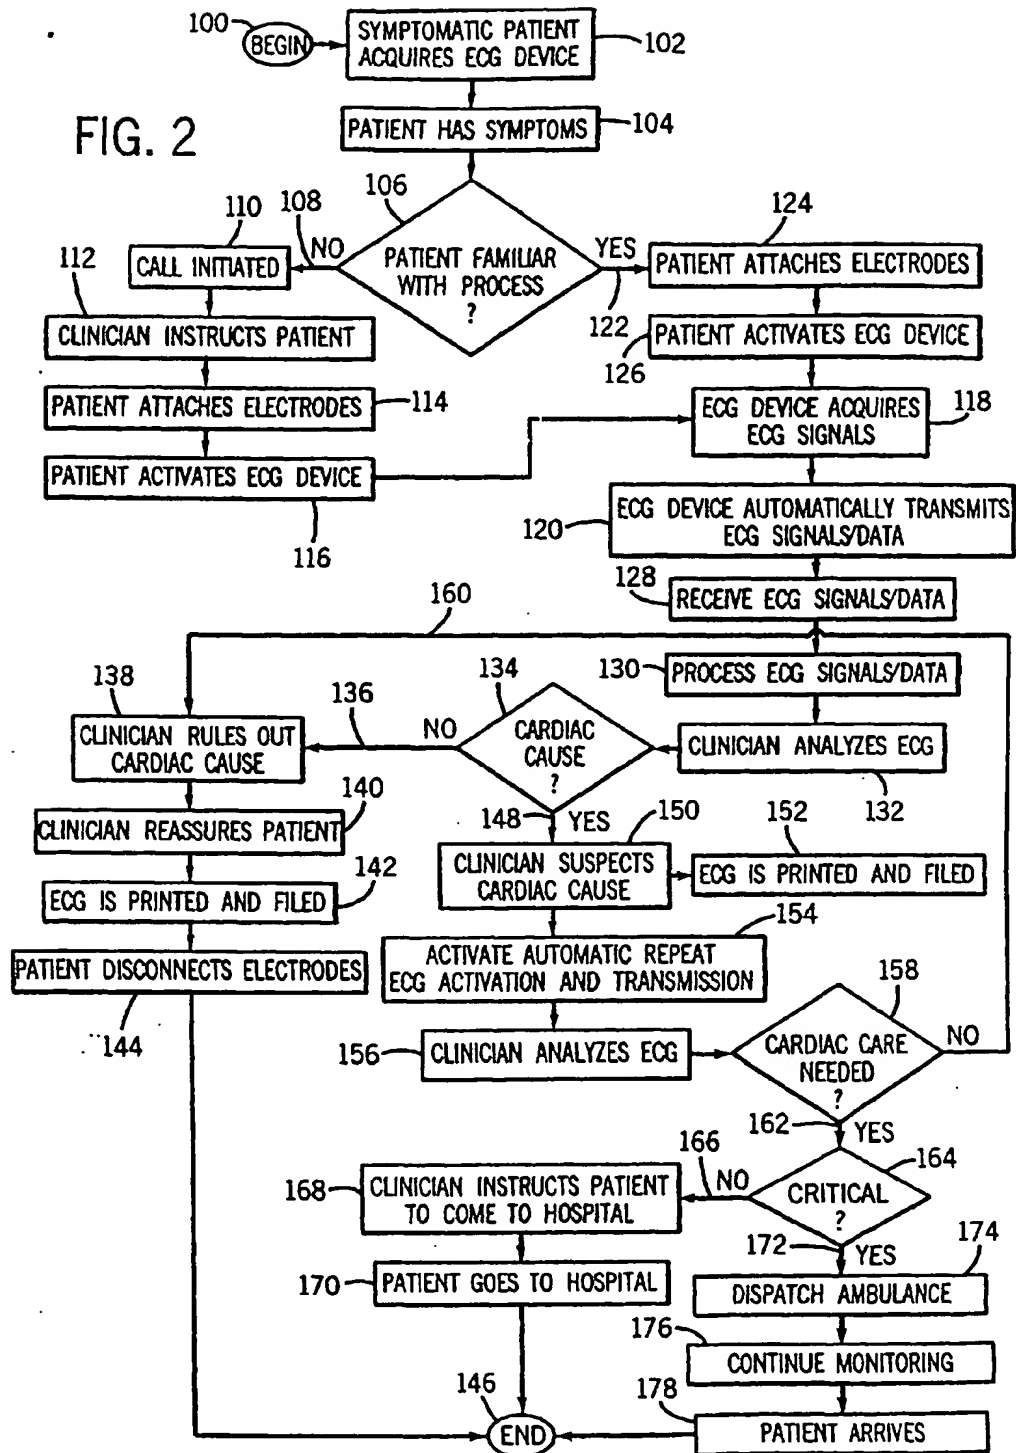 100
BEGIN
SYMPTOMATIC PATIENT
ACQUIRES ECG DEVICE
102
FIG. 2
PATIENT HAS SYMPTOMS
104
106
PATIENT FAMILIAR
WITH PROCESS
?
NO
108
110
CALL INITIATED
112
CLINICIAN INSTRUCTS PATIENT
PATIENT ATTACHES ELECTRODES
114
PATIENT ACTIVATES ECG DEVICE
116
YES
122
124
PATIENT ATTACHES ELECTRODES
PATIENT ACTIVATES ECG DEVICE
126
ECG DEVICE ACQUIRES
ECG SIGNALS
118
ECG DEVICE AUTOMATICALLY TRANSMITS
ECG SIGNALS/DATA
120
128
RECEIVE ECG SIGNALS/DATA
160
130
PROCESS ECG SIGNALS/DATA
CLINICIAN ANALYZES ECG
132
134
CARDIAC
CAUSE
?
NO
136
138
CLINICIAN RULES OUT
CARDIAC CAUSE
140
CLINICIAN REASSURES PATIENT
142
ECG IS PRINTED AND FILED
PATIENT DISCONNECTS ELECTRODES
144
148
YES
150
CLINICIAN SUSPECTS
CARDIAC CAUSE
152
ECG IS PRINTED AND FILED
154
ACTIVATE AUTOMATIC REPEAT
ECG ACTIVATION AND TRANSMISSION
156
CLINICIAN ANALYZES ECG
158
CARDIAC CARE
NEEDED
?
NO
162
YES
164
CRITICAL
?
166
NO
168
CLINICIAN INSTRUCTS PATIENT
TO COME TO HOSPITAL
170
PATIENT GOES TO HOSPITAL
172
YES
174
DISPATCH AMBULANCE
176
CONTINUE MONITORING
178
PATIENT ARRIVES
146
END